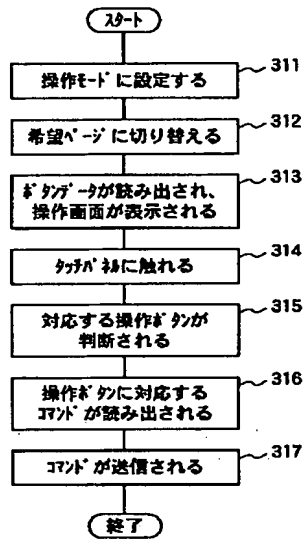 ｽﾀｰﾄ
311
操作ﾓｰﾄﾞに設定する
312
希望ﾍﾟｰｼﾞに切り替える
313
ﾎﾞﾀﾝﾃﾞｰﾀが読み出され、
操作画面が表示される
314
ﾀｯﾁﾊﾟﾈﾙに触れる
315
対応する操作ﾎﾞﾀﾝが
判断される
316
操作ﾎﾞﾀﾝに対応する
ｺﾏﾝﾄﾞが読み出される
317
ｺﾏﾝﾄﾞが送信される
終了